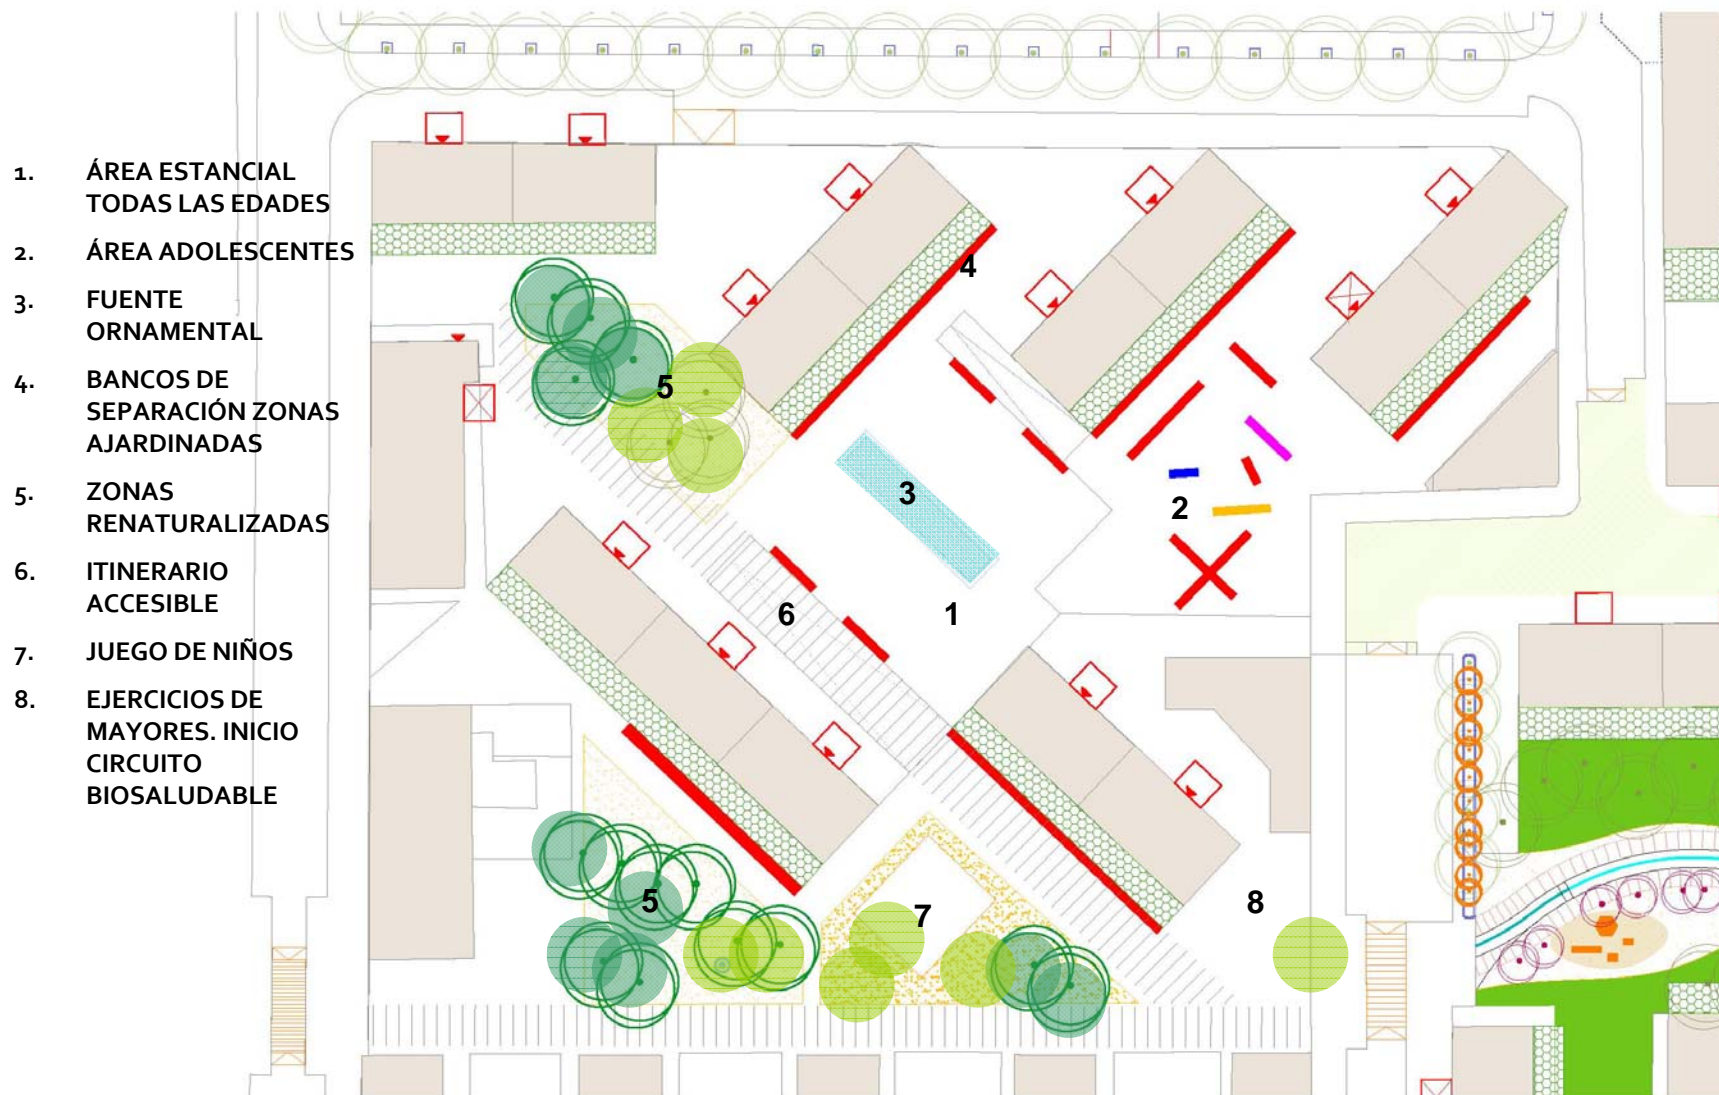 1. ÁREA ESTANCIAL
TODAS LAS EDADES
2. ÁREA ADOLESCENTES
3. FUENTE
ORNAMENTAL
4. BANCOS DE
SEPARACIÓN ZONAS
AJARDINADAS
5. ZONAS
RENATURALIZADAS
6. ITINERARIO
ACCESIBLE
7. JUEGO DE NIÑOS
8. EJERCICIOS DE
MAYORES. INICIO
CIRCUITO
BIOSALUDABLE
4
5
3
2
6
1
5
7
8